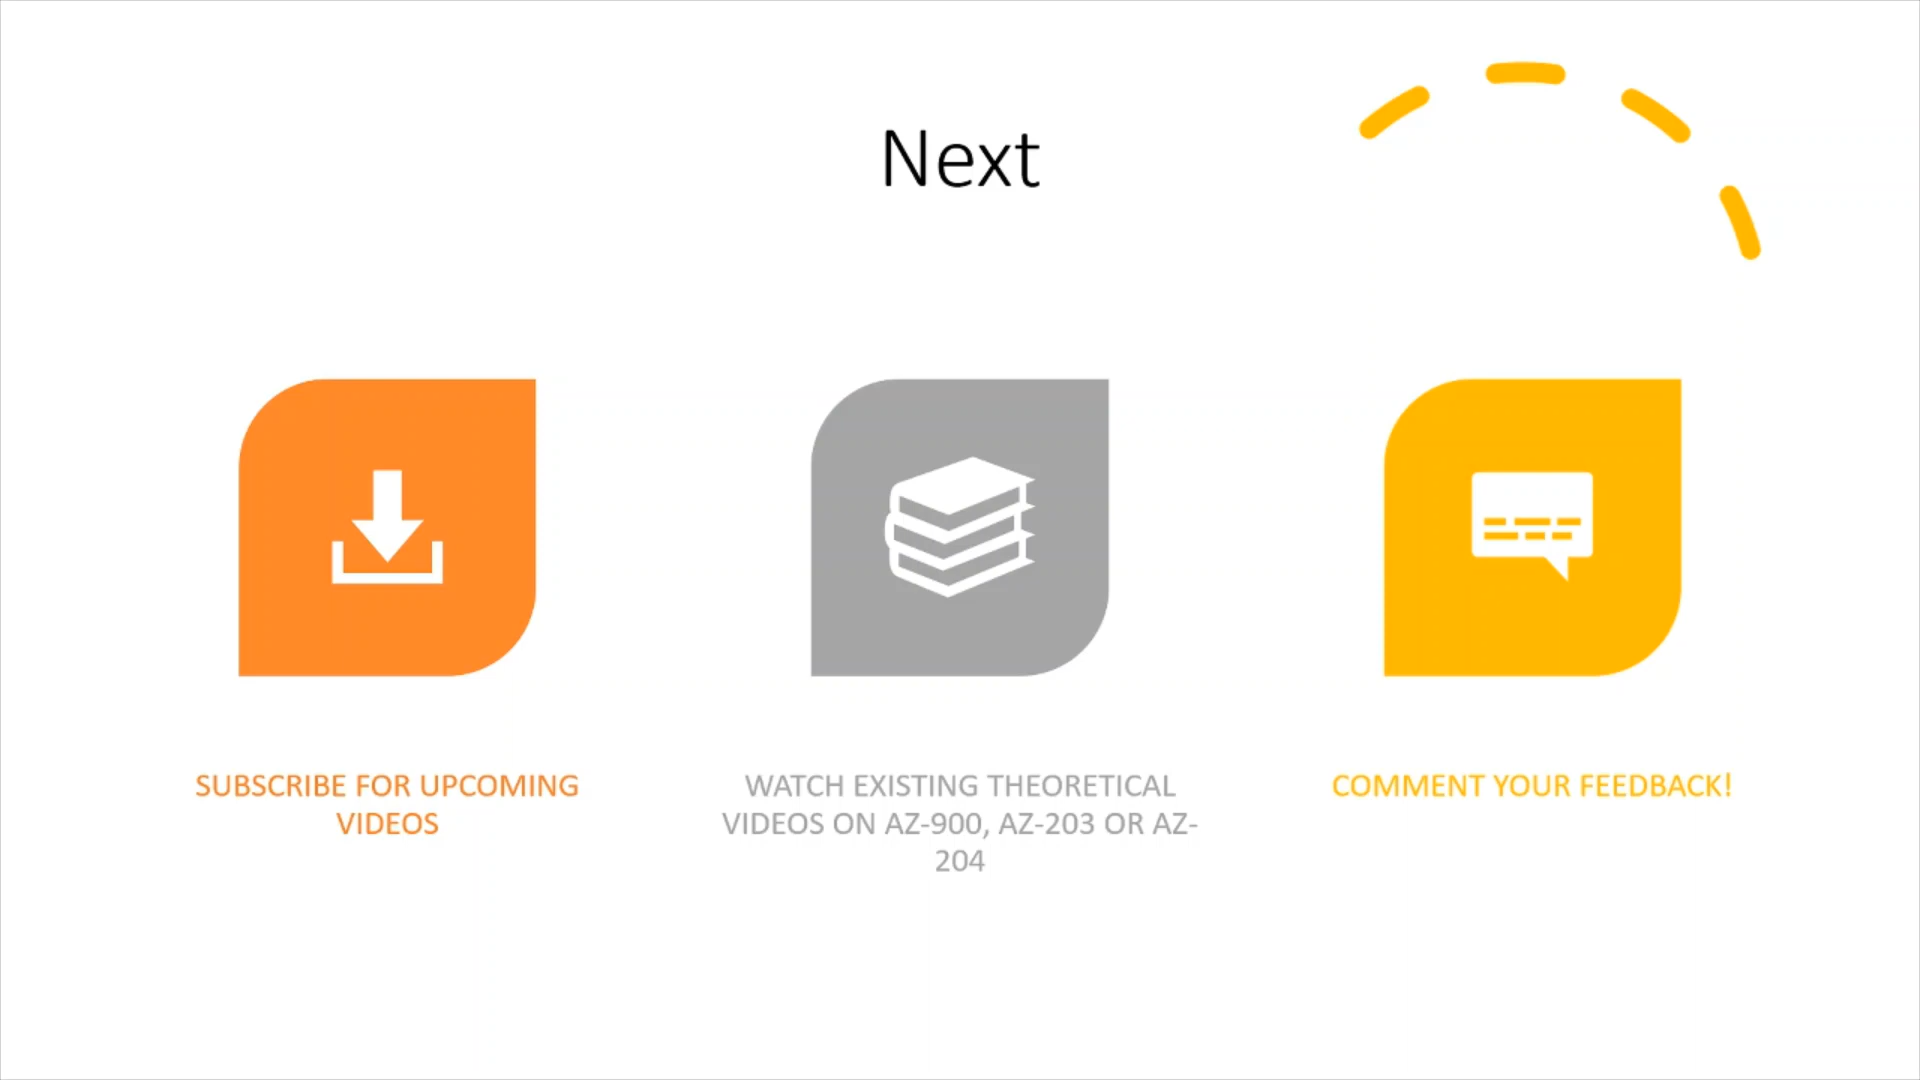 Next
SUBSCRIBE FOR UPCOMING
VIDEOS
WATCH EXISTING THEORETICAL
VIDEOS ON AZ-900, AZ-203 OR AZ-
204
COMMENT YOUR FEEDBACK!